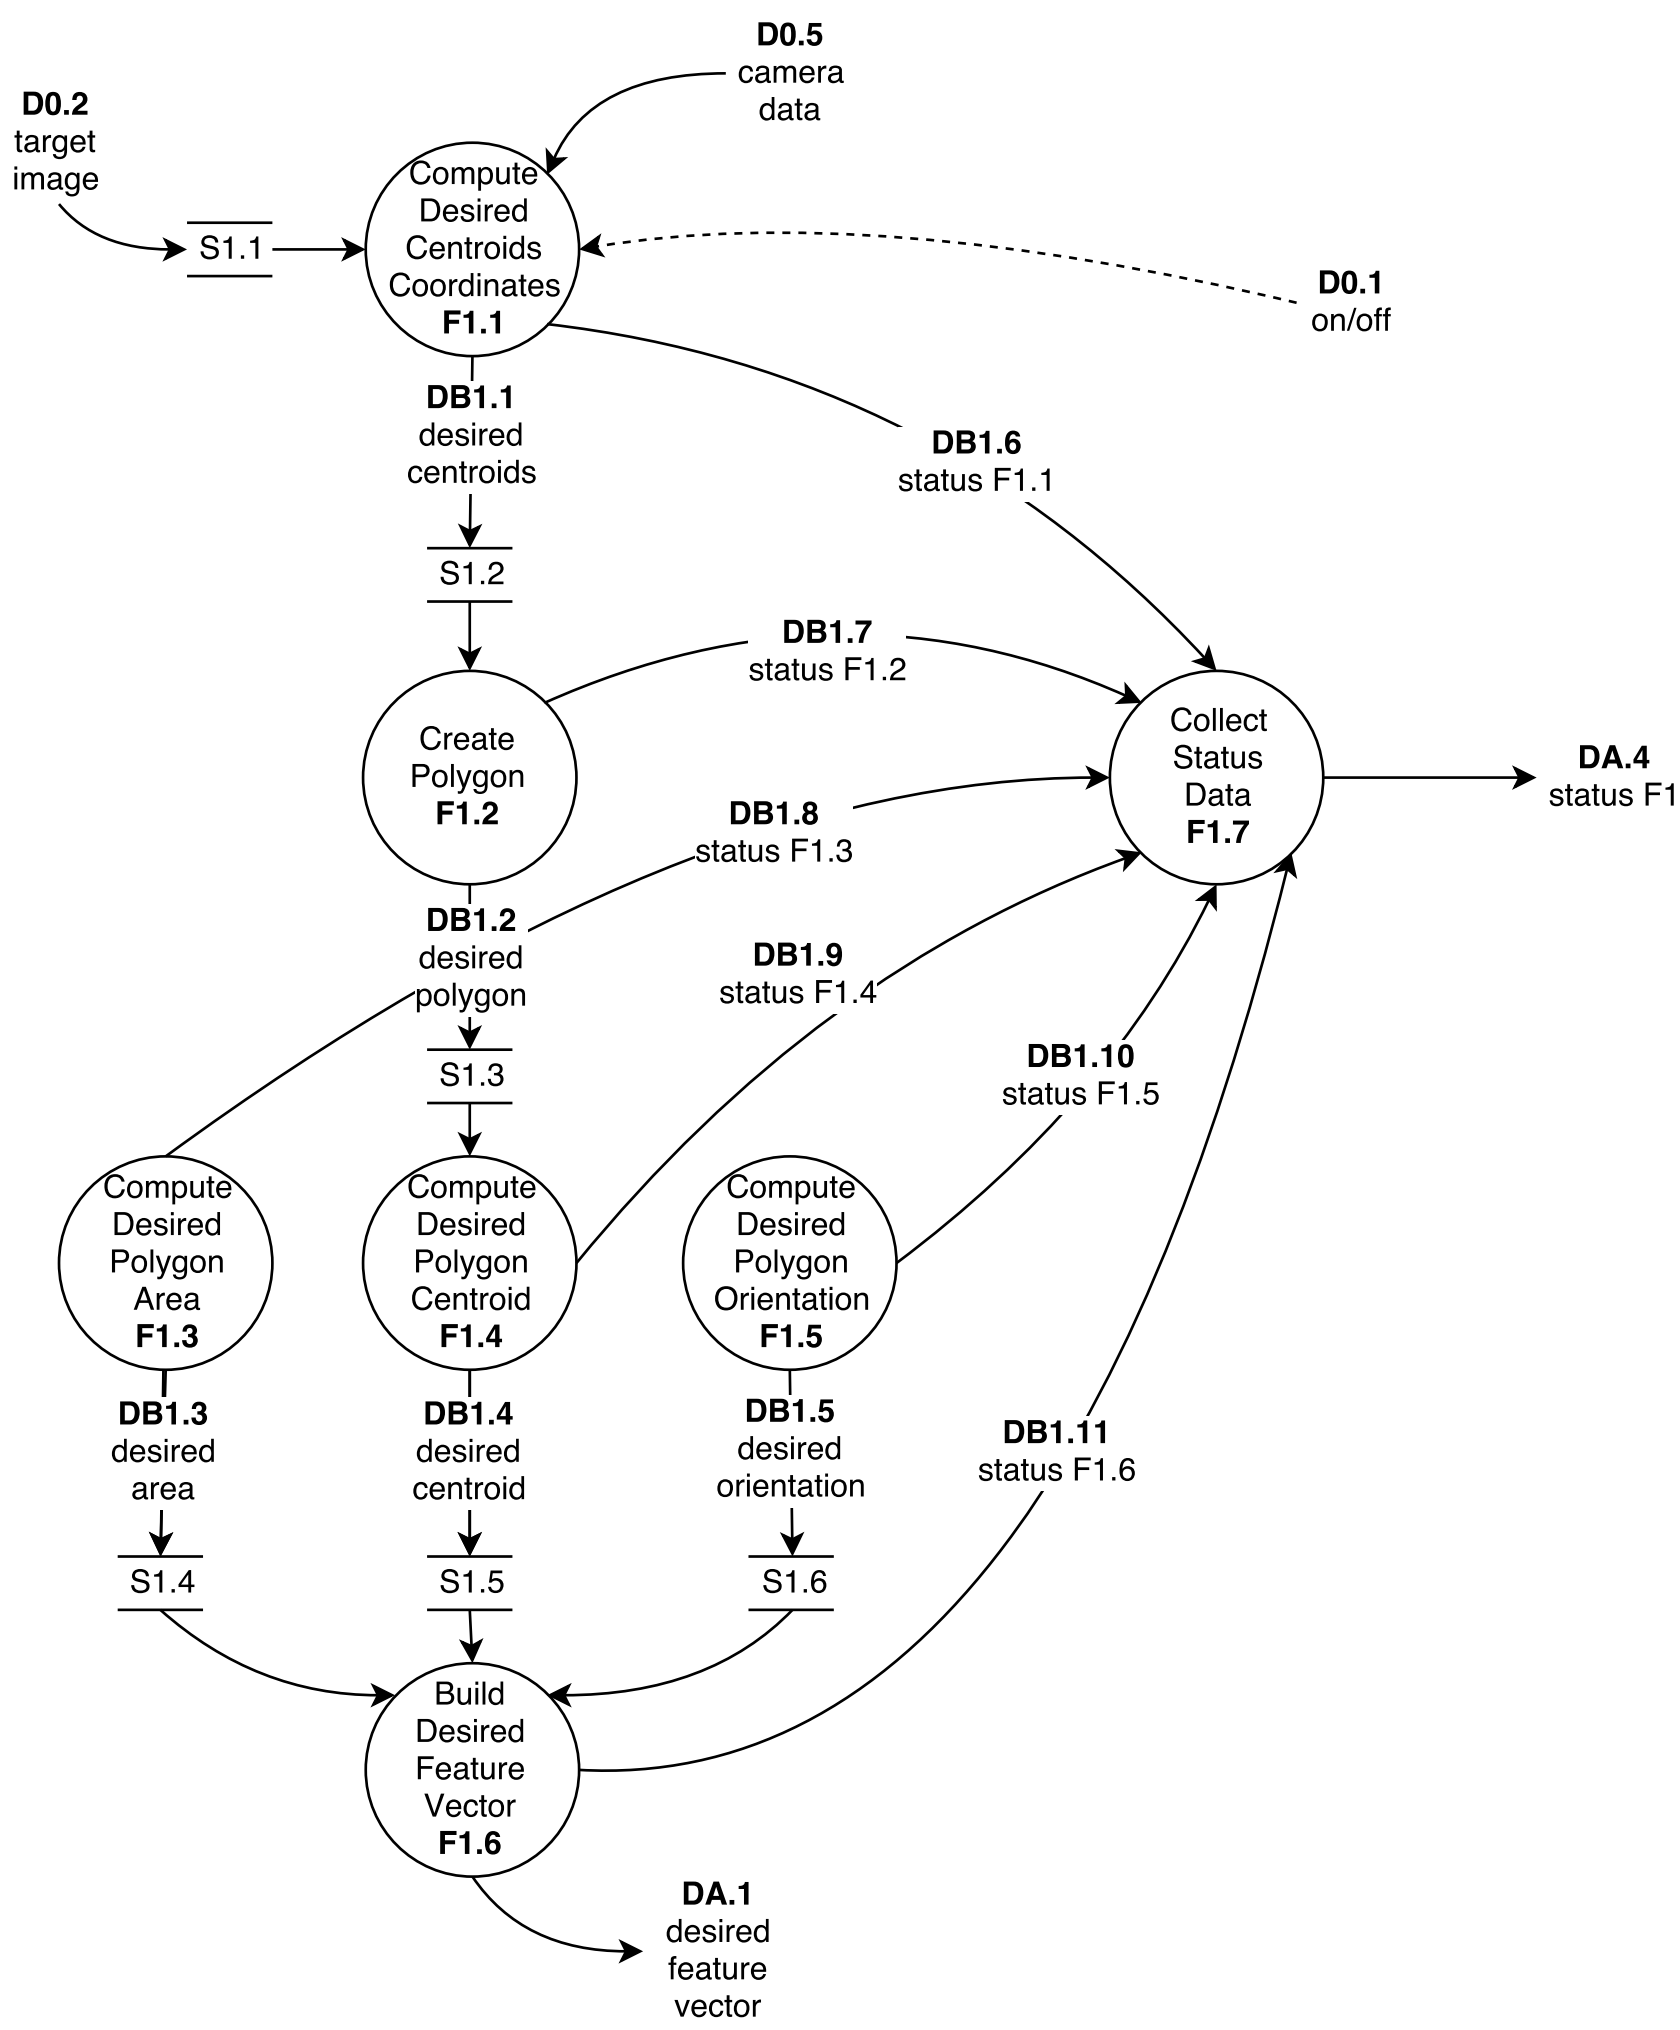 D0.5
camera
data
D0.2
target
image
S1.1
Compute
Desired
Centroids
Coordinates
F1.1
D0.1
on/off
DB1.1
desired
centroids
DB1.6
status F1.1
S1.2
DB1.7
status F1.2
Create
Polygon
F1.2
Collect
Status
Data
F1.7
DA.4
status F1
DB1.8
status F1.3
DB1.2
desired
polygon
DB1.9
status F1.4
S1.3
DB1.10
status F1.5
Compute
Desired
Polygon
Area
F1.3
Compute
Desired
Polygon
Centroid
F1.4
Compute
Desired
Polygon
Orientation
F1.5
DB1.3
desired
area
DB1.4
desired
centroid
DB1.5
desired
orientation
DB1.11
status F1.6
S1.4
S1.5
S1.6
Build
Desired
Feature
Vector
F1.6
DA.1
desired
feature
vector